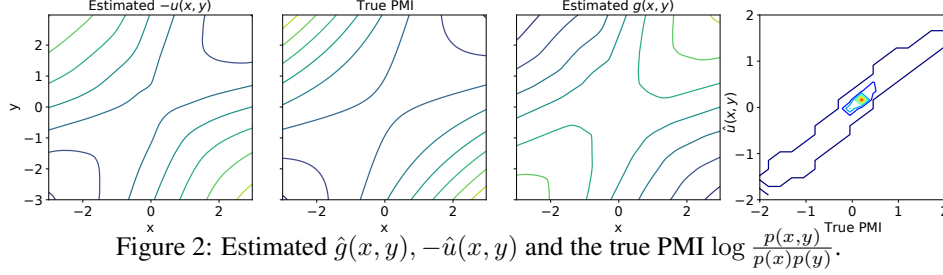 Estimated −u(x, y)
True PMI
Estimated g(x, y)
y
2
1
0
−1
−2
−3
−2
0
2
x
−2
0
2
x
−2
0
2
x
û(x, y)
2
1
0
−1
−2
−2
−1
0
1
2
True PMI
Figure 2: Estimated ĝ(x, y), −û(x, y) and the true PMI log p(x,y)/p(x)p(y).